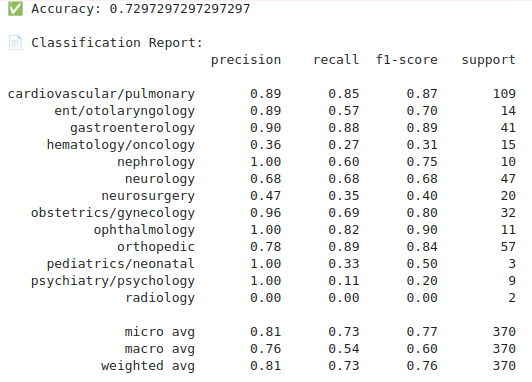 ✅ Accuracy: 0.7297297297297297
📄 Classification Report:
precision recall f1-score support
cardiovascular/pulmonary 0.89 0.85 0.87 109
ent/otolaryngology 0.89 0.57 0.70 14
gastroenterology 0.90 0.88 0.89 41
hematology/oncology 0.36 0.27 0.31 15
nephrology 1.00 0.60 0.75 10
neurology 0.68 0.68 0.68 47
neurosurgery 0.47 0.35 0.40 20
obstetrics/gynecology 0.96 0.69 0.80 32
ophthalmology 1.00 0.82 0.90 11
orthopedic 0.78 0.89 0.84 57
pediatrics/neonatal 1.00 0.33 0.50 3
psychiatry/psychology 1.00 0.11 0.20 9
radiology 0.00 0.00 0.00 2
micro avg 0.81 0.73 0.77 370
macro avg 0.76 0.54 0.60 370
weighted avg 0.81 0.73 0.76 370